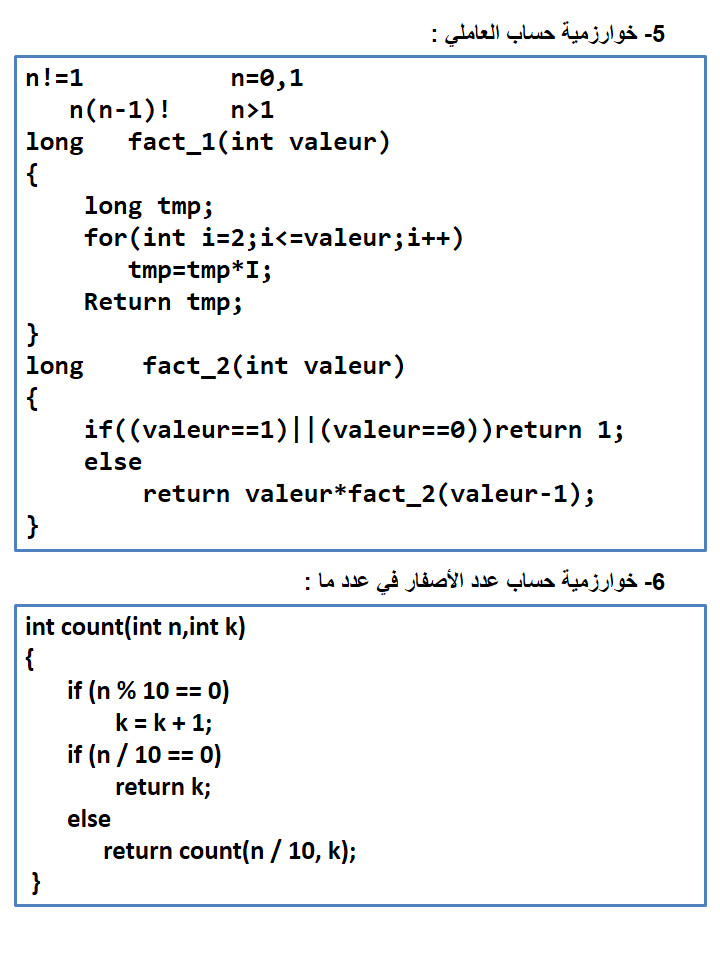 5- خوارزمية حساب العاملي :
n!=1          n=0,1
   n(n-1)!    n>1
long   fact_1(int valeur)
{
    long tmp;
    for(int i=2;i<=valeur;i++)
       tmp=tmp*I;
    Return tmp;
}
long    fact_2(int valeur)
{
    if((valeur==1)||(valeur==0))return 1;
    else
        return valeur*fact_2(valeur-1);
}
6- خوارزمية حساب عدد الأصفار في عدد ما :
int count(int n,int k)
{
    if (n % 10 == 0)
        k = k + 1;
    if (n / 10 == 0)
        return k;
    else
       return count(n / 10, k);
}